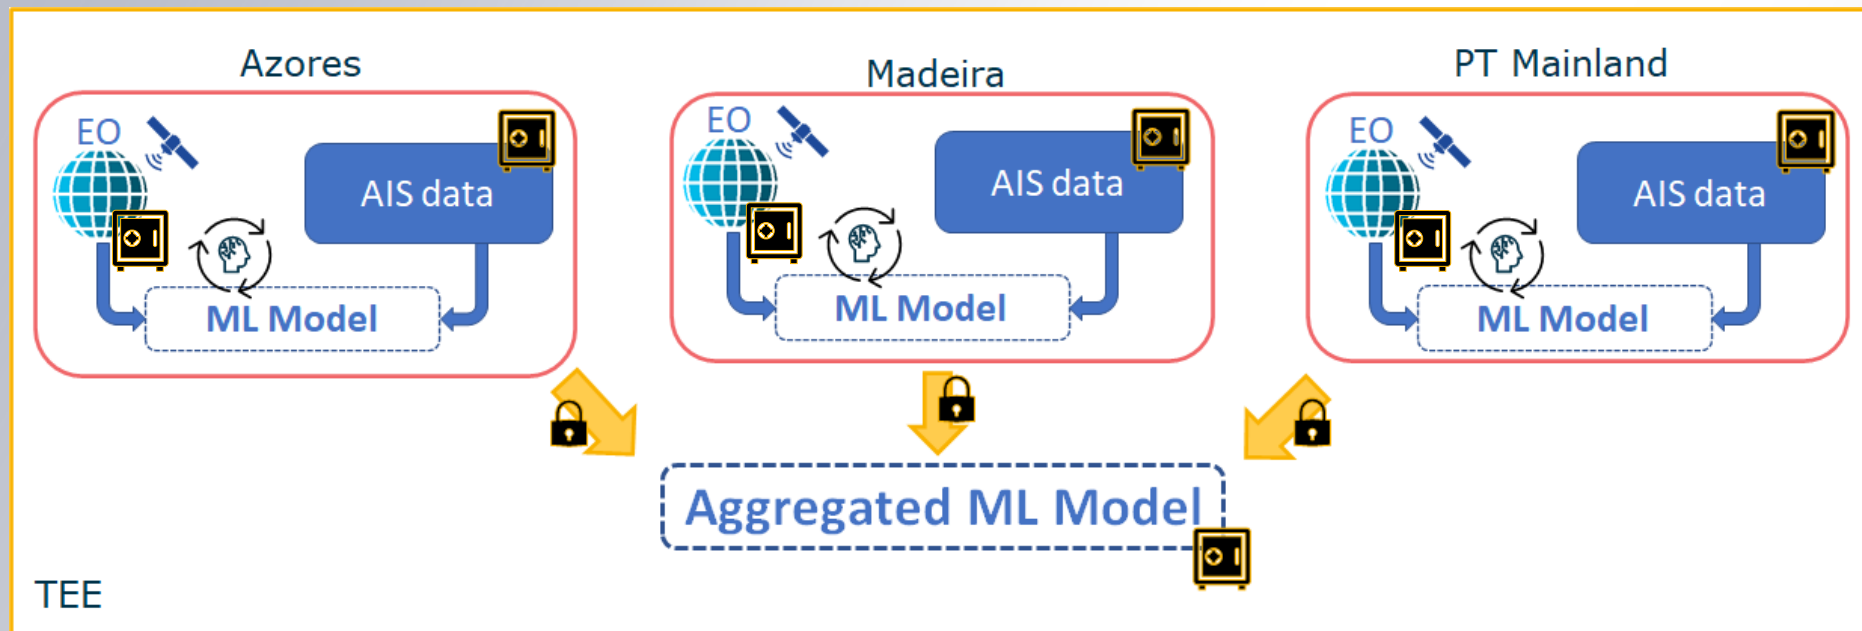 Azores
EO
AIS data
ML Model
Madeira
EO
AIS data
ML Model
PT Mainland
EO
AIS data
ML Model
Aggregated ML Model
TEE